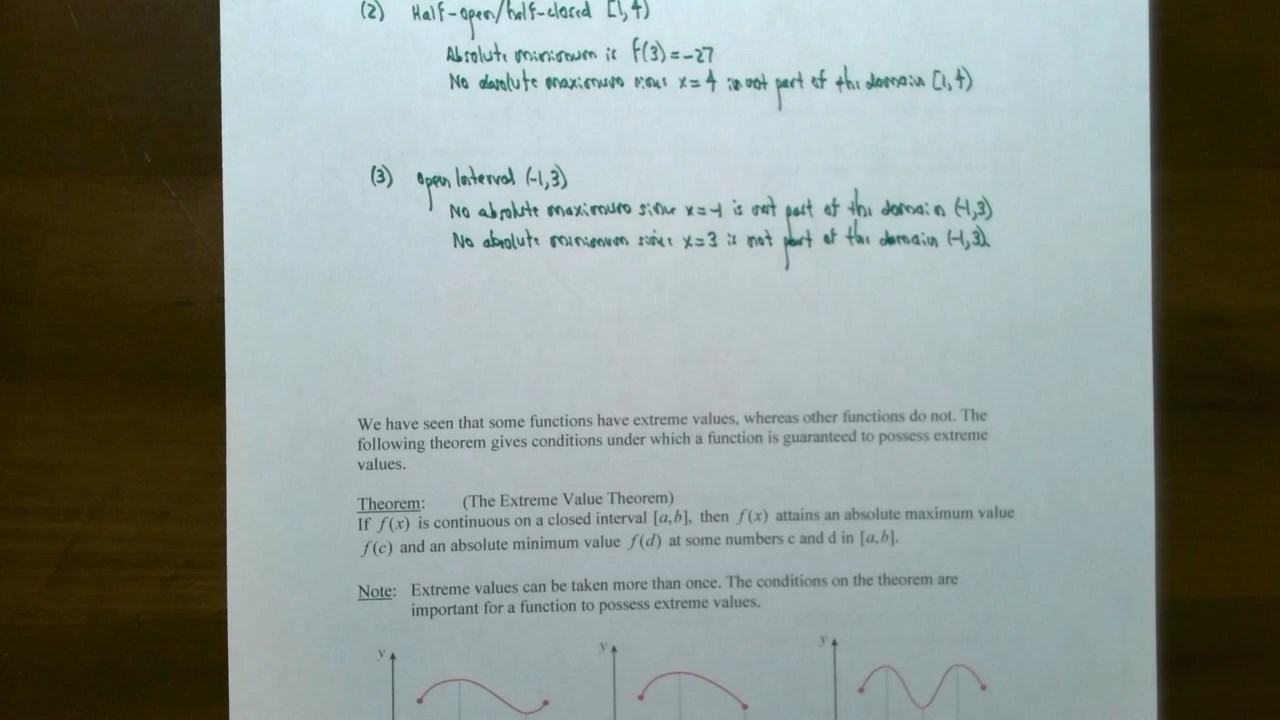 (2) Half-open/half-closed [1,4)
Absolute minimum is f(3)=-27
No absolute maximum since x=4 is not part of the domain [1,4)
(3) open Interval (-1,3)
No absolute maximum since x=-1 is not part of the domain (-1,3)
No absolute minimum since x=3 is not part of the domain (-1,3).
We have seen that some functions have extreme values, whereas other functions do not. The
following theorem gives conditions under which a function is guaranteed to possess extreme
values.
Theorem: (The Extreme Value Theorem)
If f(x) is continuous on a closed interval [a,b], then f(x) attains an absolute maximum value
f(c) and an absolute minimum value f(d) at some numbers c and d in [a,b].
Note: Extreme values can be taken more than once. The conditions on the theorem are
important for a function to possess extreme values.
y y y